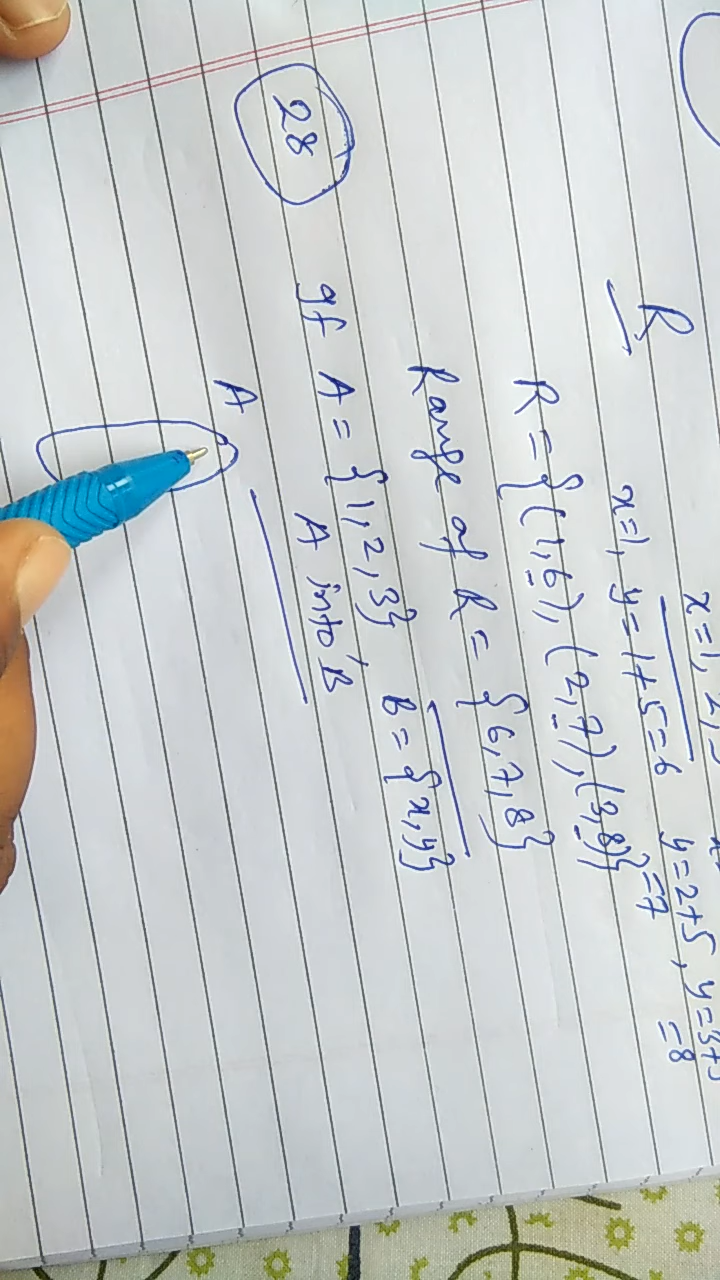 x=1, 2,
R x=1, y=1+5=6 y=2+5, y=3+5
=7 =8
R={(1,6), (2,7), (3,8)}
Range of R = {6,7,8}
28 If A={1,2,3}, B={x,y}
A into B
A